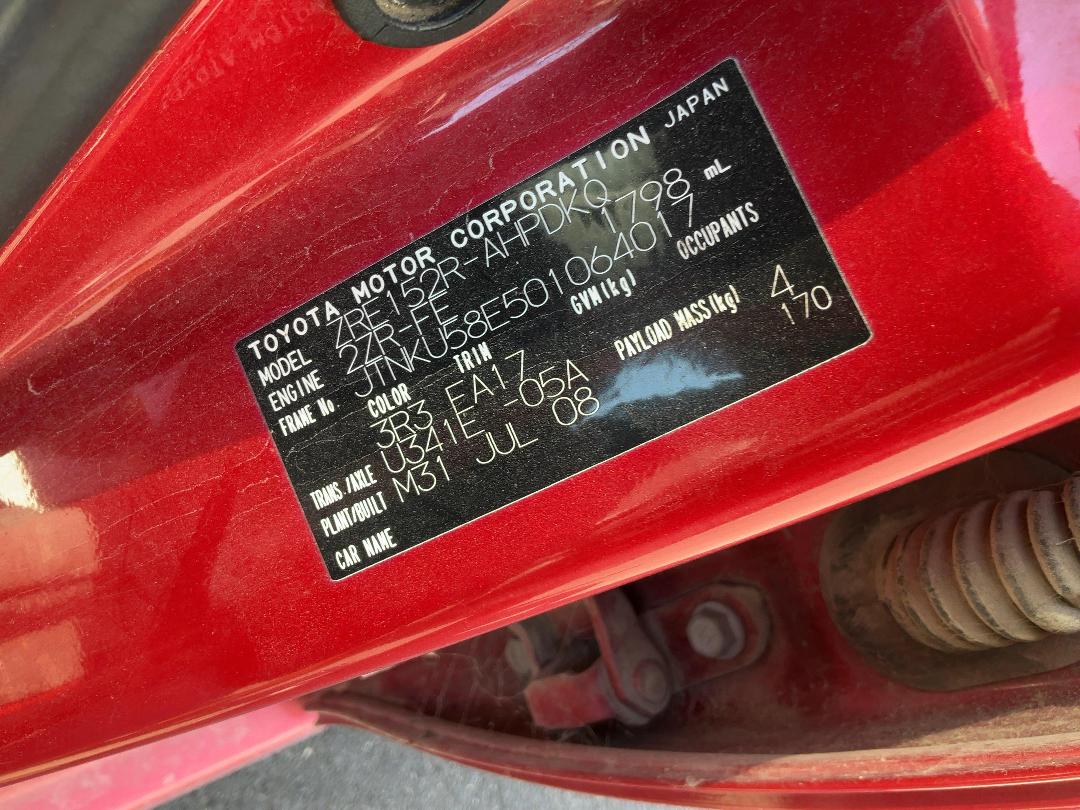 TOYOTA MOTOR CORPORATION JAPAN
MODEL ZRE152R-AHPDKQ
ENGINE 2ZR-FE 1798 mL
FRAME No. JTNKU58E501064017
COLOR TRIM GVM(kg) OCCUPANTS
3R3 EA17 4
TRANS./AXLE U341E -05A PAYLOAD MASS(kg) 170
PLANT/BUILT M31 JUL 08
CAR NAME